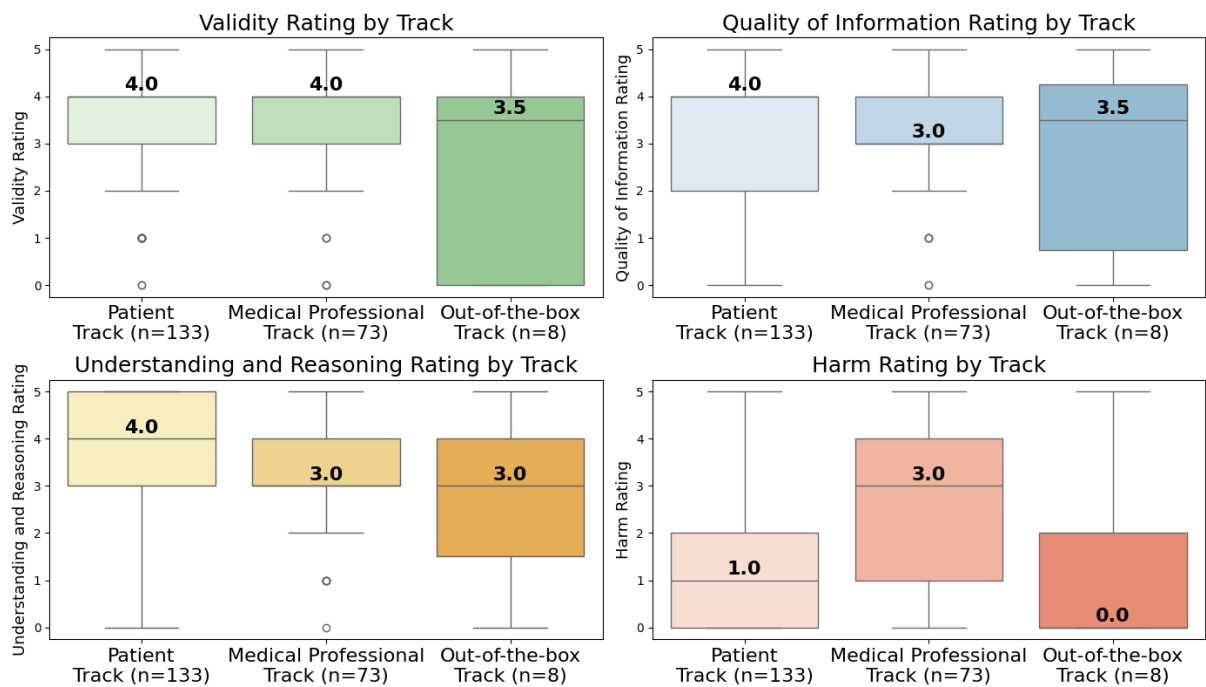 Validity Rating by Track
Validity Rating
5
4
3
2
1
0
4.0
4.0
3.5
Patient
Track (n=133)
Medical Professional
Track (n=73)
Out-of-the-box
Track (n=8)
Quality of Information Rating by Track
Quality of Information Rating
5
4
3
2
1
0
4.0
3.0
3.5
Patient
Track (n=133)
Medical Professional
Track (n=73)
Out-of-the-box
Track (n=8)
Understanding and Reasoning Rating by Track
Understanding and Reasoning Rating
5
4
3
2
1
0
4.0
3.0
3.0
Patient
Track (n=133)
Medical Professional
Track (n=73)
Out-of-the-box
Track (n=8)
Harm Rating by Track
Harm Rating
5
4
3
2
1
0
1.0
3.0
0.0
Patient
Track (n=133)
Medical Professional
Track (n=73)
Out-of-the-box
Track (n=8)